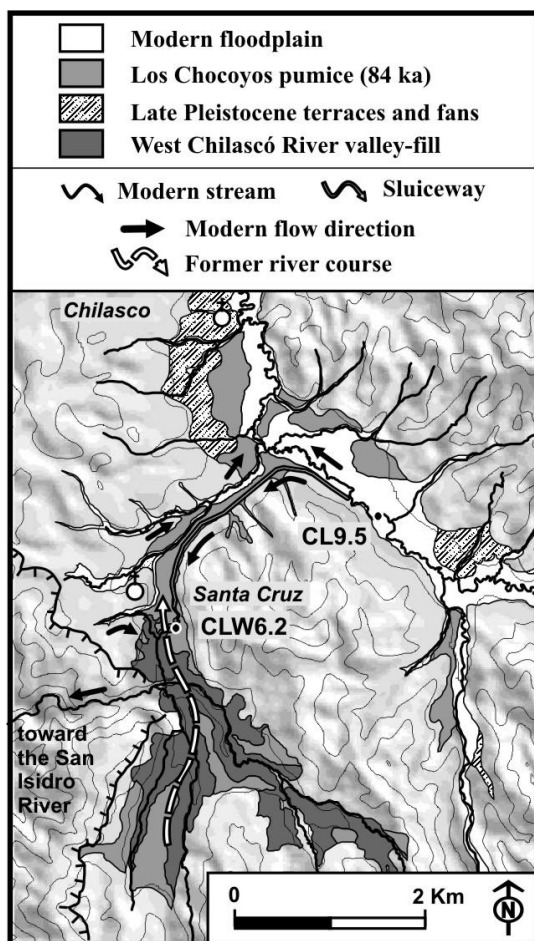 Modern floodplain
Los Chocoyos pumice (84 ka)
Late Pleistocene terraces and fans
West Chilascó River valley-fill
Modern stream
Sluiceway
Modern flow direction
Former river course
Chilasco
CL9.5
Santa Cruz
CLW6.2
toward
the San
Isidro
River
0 2 Km
N